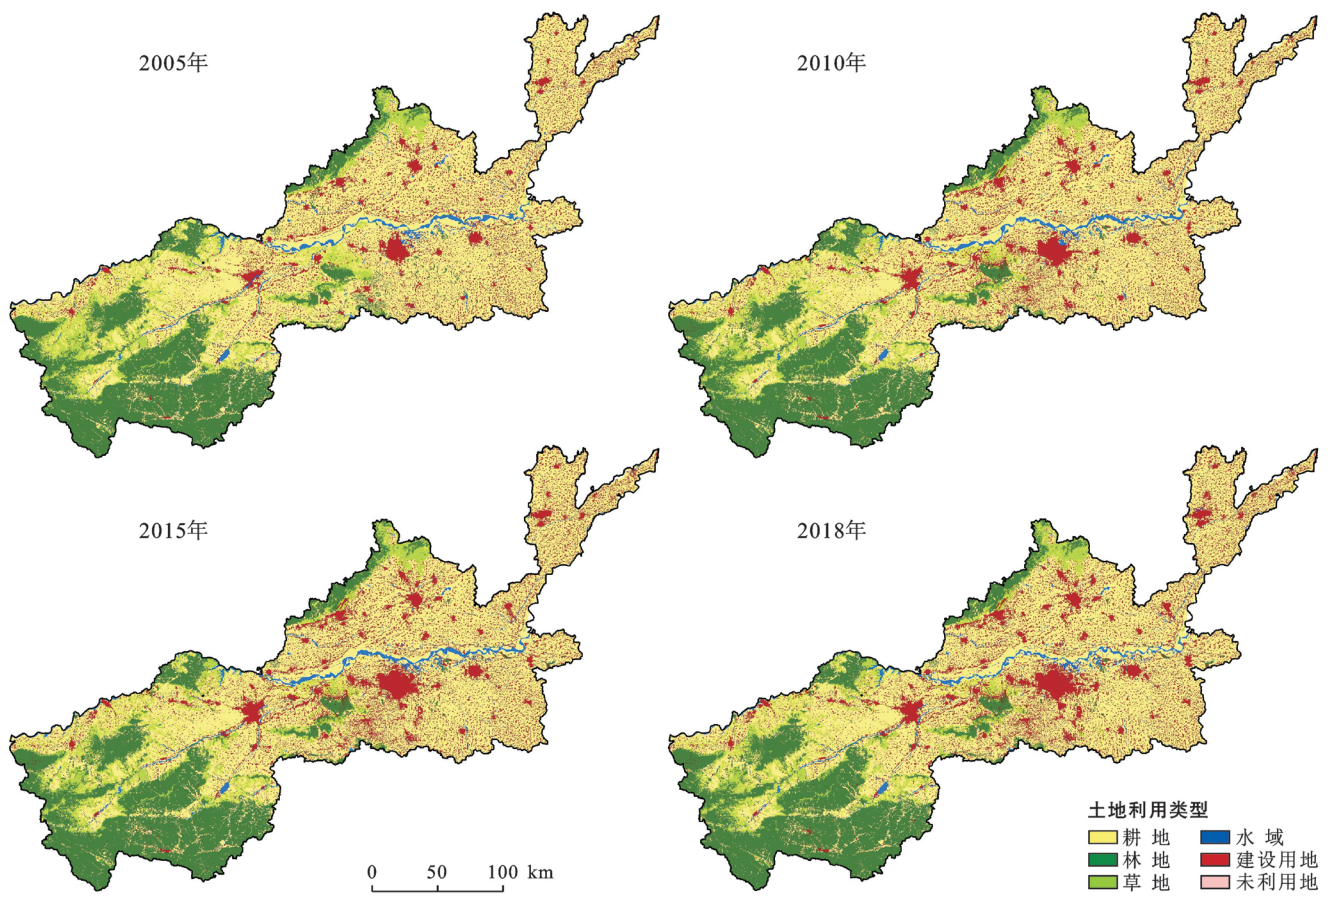 2005年
2010年
2015年
2018年
土地利用类型
耕 地
水 域
林 地
建设用地
草 地
未利用地
0 50 100 km